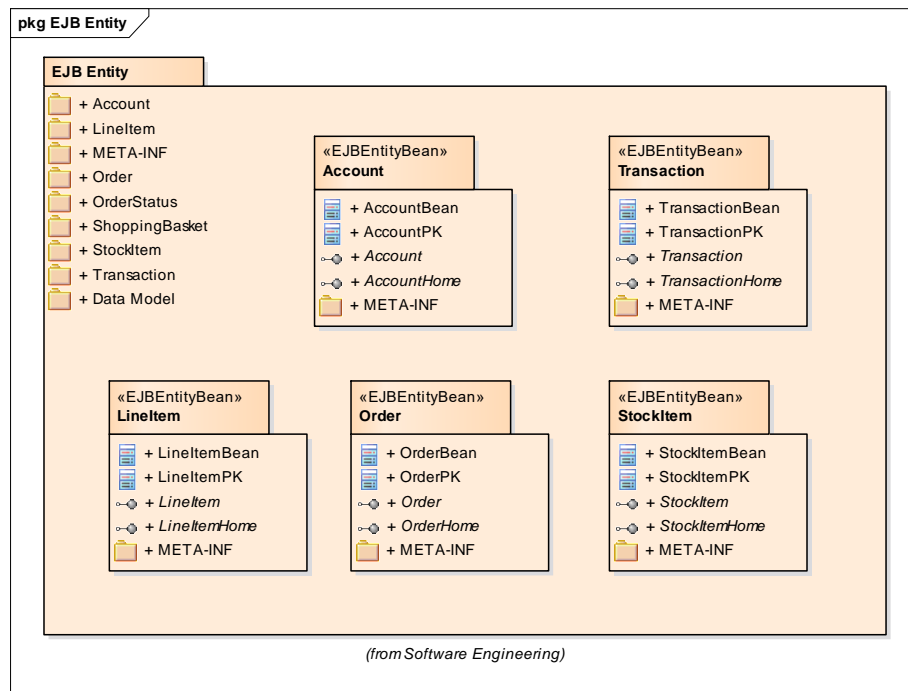 pkg EJB Entity
EJB Entity
+ Account
+ LineItem
+ META-INF
+ Order
+ OrderStatus
+ ShoppingBasket
+ StockItem
+ Transaction
+ Data Model
«EJBEntityBean»
Account
+ AccountBean
+ AccountPK
+ Account
+ AccountHome
+ META-INF
«EJBEntityBean»
Transaction
+ TransactionBean
+ TransactionPK
+ Transaction
+ TransactionHome
+ META-INF
«EJBEntityBean»
LineItem
+ LineItemBean
+ LineItemPK
+ LineItem
+ LineItemHome
+ META-INF
«EJBEntityBean»
Order
+ OrderBean
+ OrderPK
+ Order
+ OrderHome
+ META-INF
«EJBEntityBean»
StockItem
+ StockItemBean
+ StockItemPK
+ StockItem
+ StockItemHome
+ META-INF
(from Software Engineering)